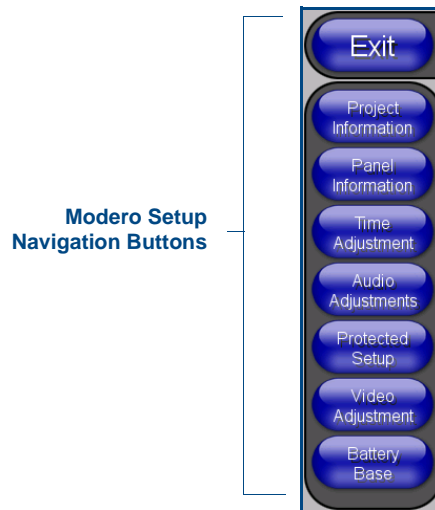 Modero Setup
Navigation Buttons
Exit
Project
Information
Panel
Information
Time
Adjustment
Audio
Adjustments
Protected
Setup
Video
Adjustment
Battery
Base